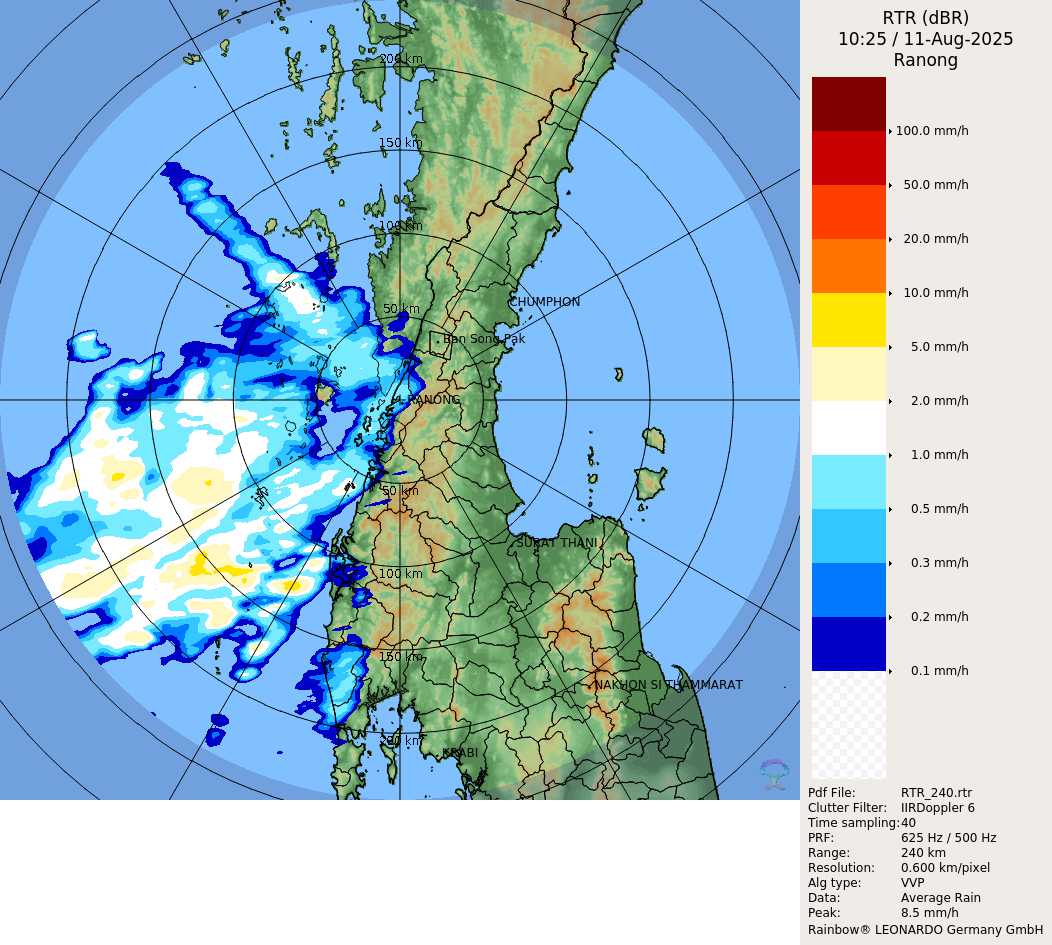 RTR (dBR)
10:25 / 11-Aug-2025
Ranong
200 km
150 km
100 km
50 km
CHUMPHON
Ban Song Pak
RANONG
50 km
SURAT THANI
100 km
150 km
NAKHON SI THAMMARAT
200 km
KRABI
100.0 mm/h
50.0 mm/h
20.0 mm/h
10.0 mm/h
5.0 mm/h
2.0 mm/h
1.0 mm/h
0.5 mm/h
0.3 mm/h
0.2 mm/h
0.1 mm/h
Pdf File: RTR_240.rtr
Clutter Filter: IIRDoppler 6
Time sampling:40
PRF: 625 Hz / 500 Hz
Range: 240 km
Resolution: 0.600 km/pixel
Alg type: VVP
Data: Average Rain
Peak: 8.5 mm/h
Rainbow® LEONARDO Germany GmbH